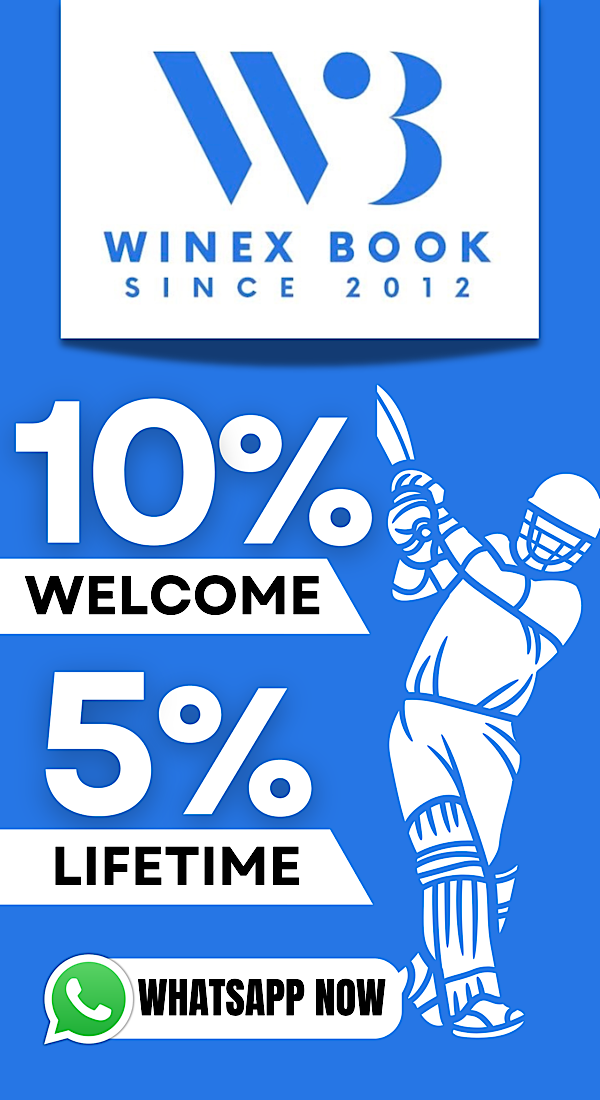 WB
WINEX BOOK
SINCE 2012
10%
WELCOME
5%
LIFETIME
WHATSAPP NOW